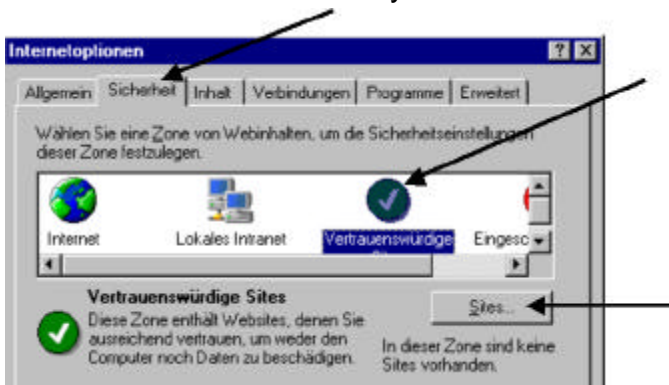 Internetoptionen
Allgemein Sicherheit Inhalt Verbindungen Programme Erweitert
Wählen Sie eine Zone von Webinhalten, um die Sicherheitseinstellungen
dieser Zone festzulegen.
Internet Lokales Intranet Vertrauenswürdige Eingesc
Vertrauenswürdige Sites
Diese Zone enthält Websites, denen Sie
ausreichend vertrauen, um weder den
Computer noch Daten zu beschädigen.
Sites...
In dieser Zone sind keine
Sites vorhanden.